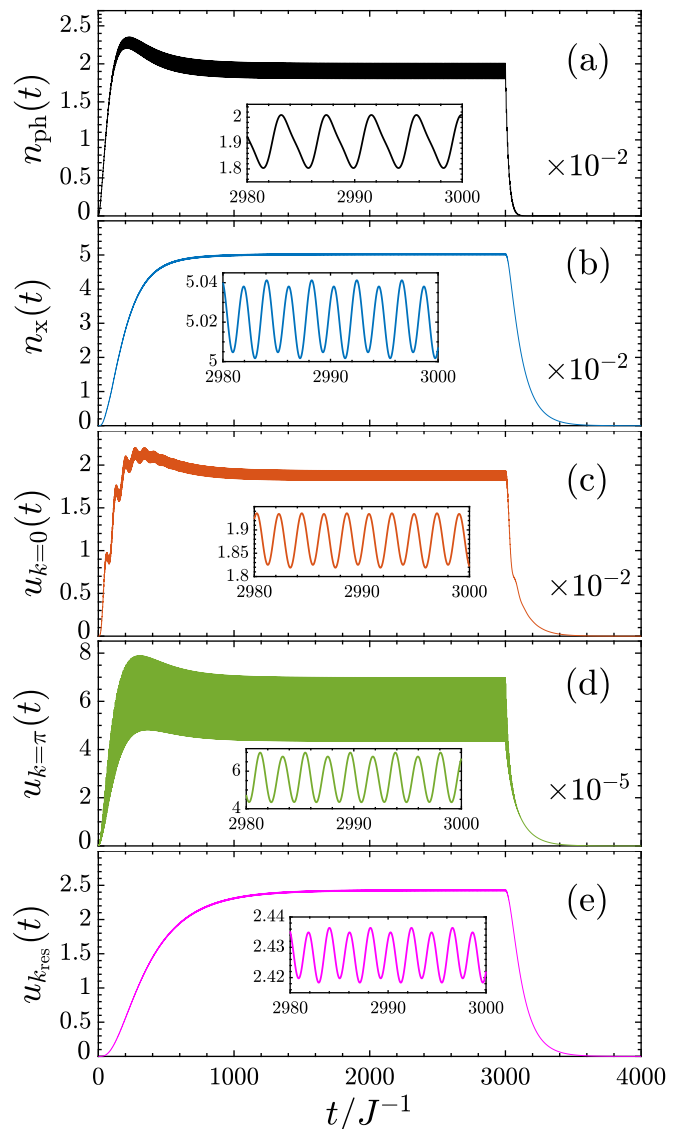 (a)
n_ph(t)
2.5
2
1.5
1
0.5
0
2
1.9
1.8
2980 2990 3000
×10^-2
(b)
n_x(t)
5
4
3
2
1
0
5.04
5.02
5
2980 2990 3000
×10^-2
(c)
u_k=0(t)
2
1.5
1
0.5
0
1.9
1.85
1.8
2980 2990 3000
×10^-2
(d)
u_k=π(t)
8
6
4
2
0
6
4
2980 2990 3000
×10^-5
(e)
u_k_res(t)
2.5
2
1.5
1
0.5
0
2.44
2.43
2.42
2980 2990 3000
0 1000 2000 3000 4000
t/J^-1